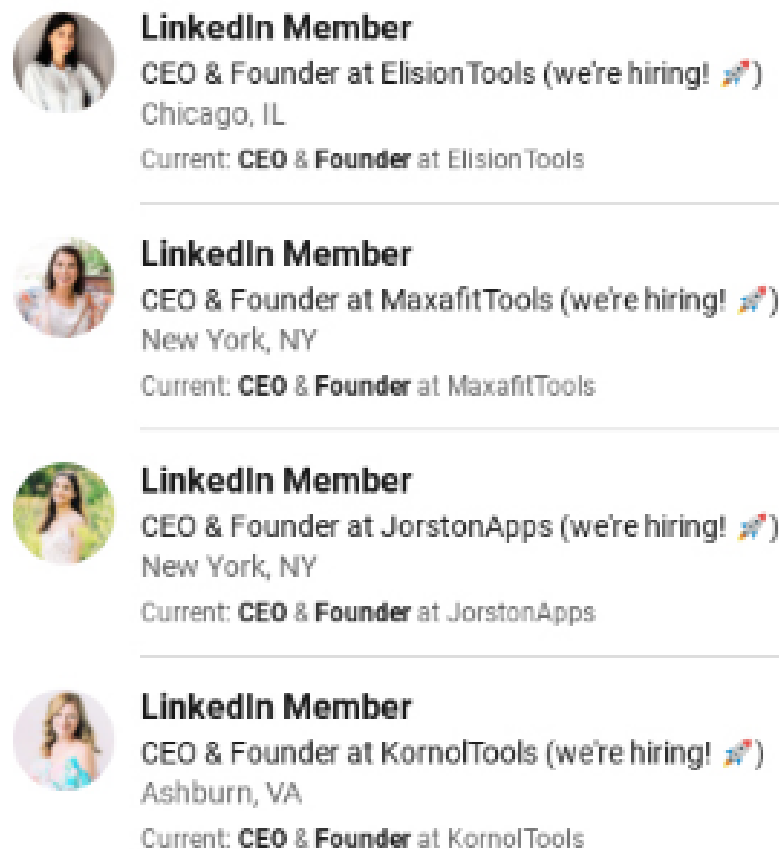 LinkedIn Member
CEO & Founder at ElisionTools (we're hiring! 🚀)
Chicago, IL
Current: CEO & Founder at ElisionTools
LinkedIn Member
CEO & Founder at MaxafitTools (we're hiring! 🚀)
New York, NY
Current: CEO & Founder at MaxafitTools
LinkedIn Member
CEO & Founder at JorstonApps (we're hiring! 🚀)
New York, NY
Current: CEO & Founder at JorstonApps
LinkedIn Member
CEO & Founder at KornolTools (we're hiring! 🚀)
Ashburn, VA
Current: CEO & Founder at KornolTools